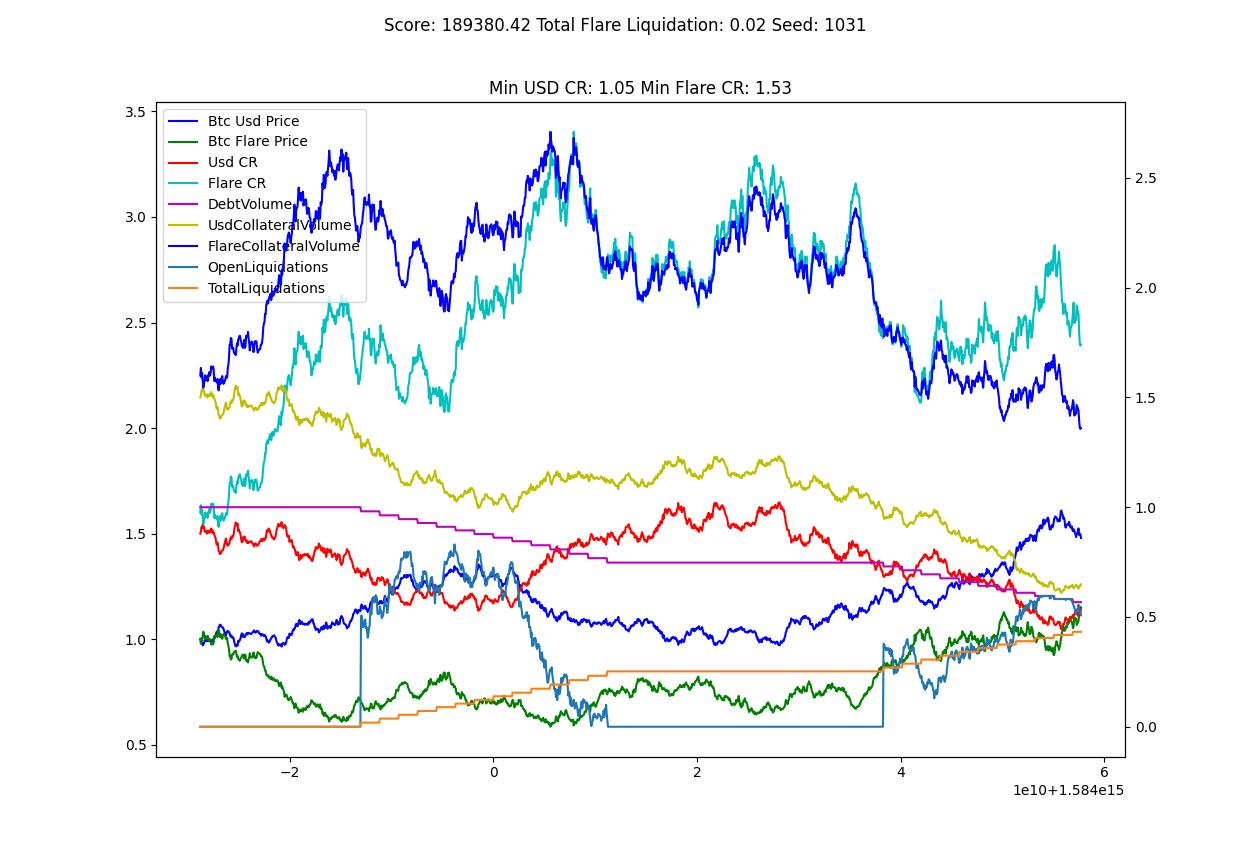 Score: 189380.42 Total Flare Liquidation: 0.02 Seed: 1031
Min USD CR: 1.05 Min Flare CR: 1.53
Btc Usd Price
Btc Flare Price
Usd CR
Flare CR
DebtVolume
UsdCollateralVolume
FlareCollateralVolume
OpenLiquidations
TotalLiquidations
3.5
3.0
2.5
2.0
1.5
1.0
0.5
2.5
2.0
1.5
1.0
0.5
0.0
−2
0
2
4
6
1e10+1.584e15